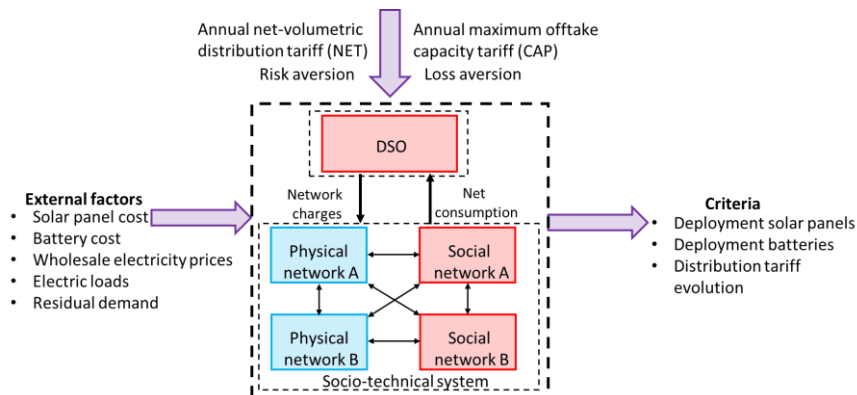 Annual net-volumetric
distribution tariff (NET)
Risk aversion
Annual maximum offtake
capacity tariff (CAP)
Loss aversion
DSO
Network
charges
Net
consumption
External factors
• Solar panel cost
• Battery cost
• Wholesale electricity prices
• Electric loads
• Residual demand
Physical
network A
Social
network A
Physical
network B
Social
network B
Socio-technical system
Criteria
• Deployment solar panels
• Deployment batteries
• Distribution tariff
evolution